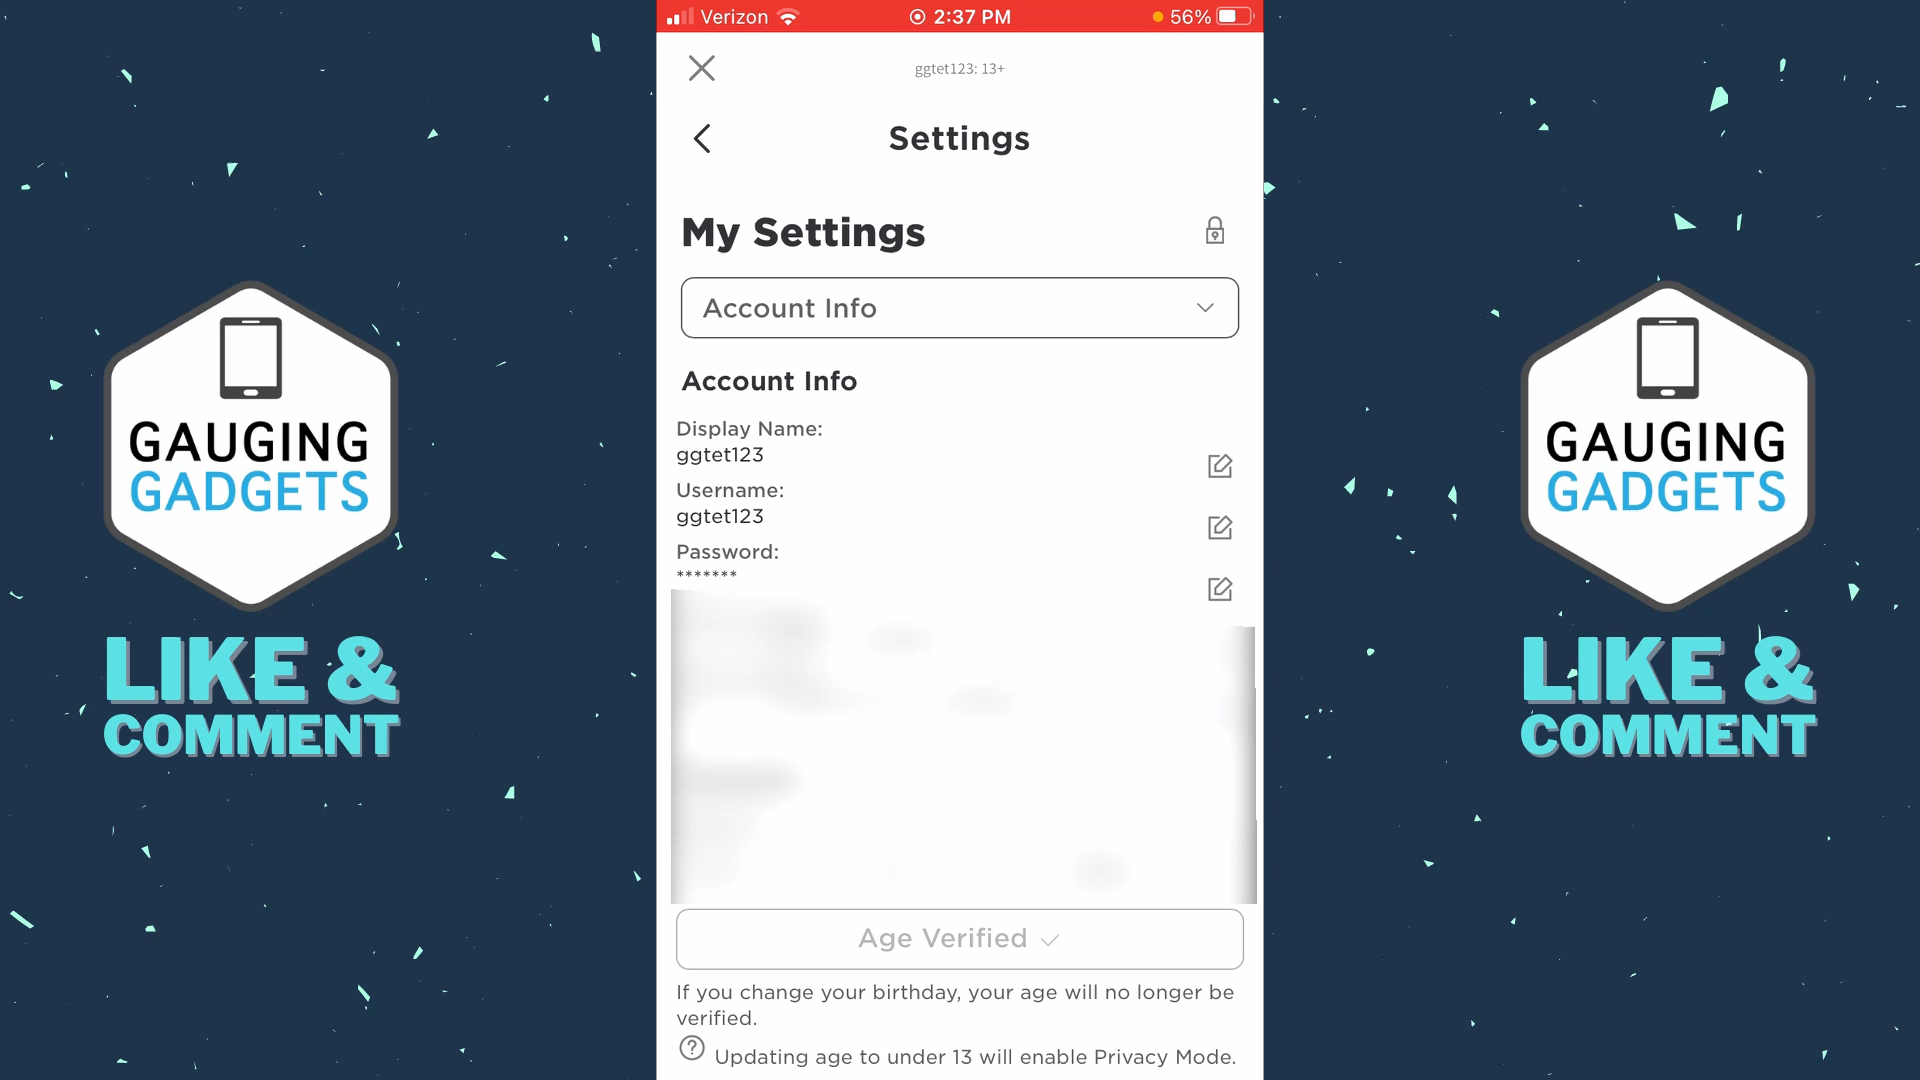 Verizon 2:37 PM 56%
ggtet123: 13+
Settings
My Settings
Account Info
Account Info
Display Name:
ggtet123
Username:
ggtet123
Password:
*******
Age Verified
If you change your birthday, your age will no longer be
verified.
Updating age to under 13 will enable Privacy Mode.
GAUGING
GADGETS
LIKE &
COMMENT
GAUGING
GADGETS
LIKE &
COMMENT